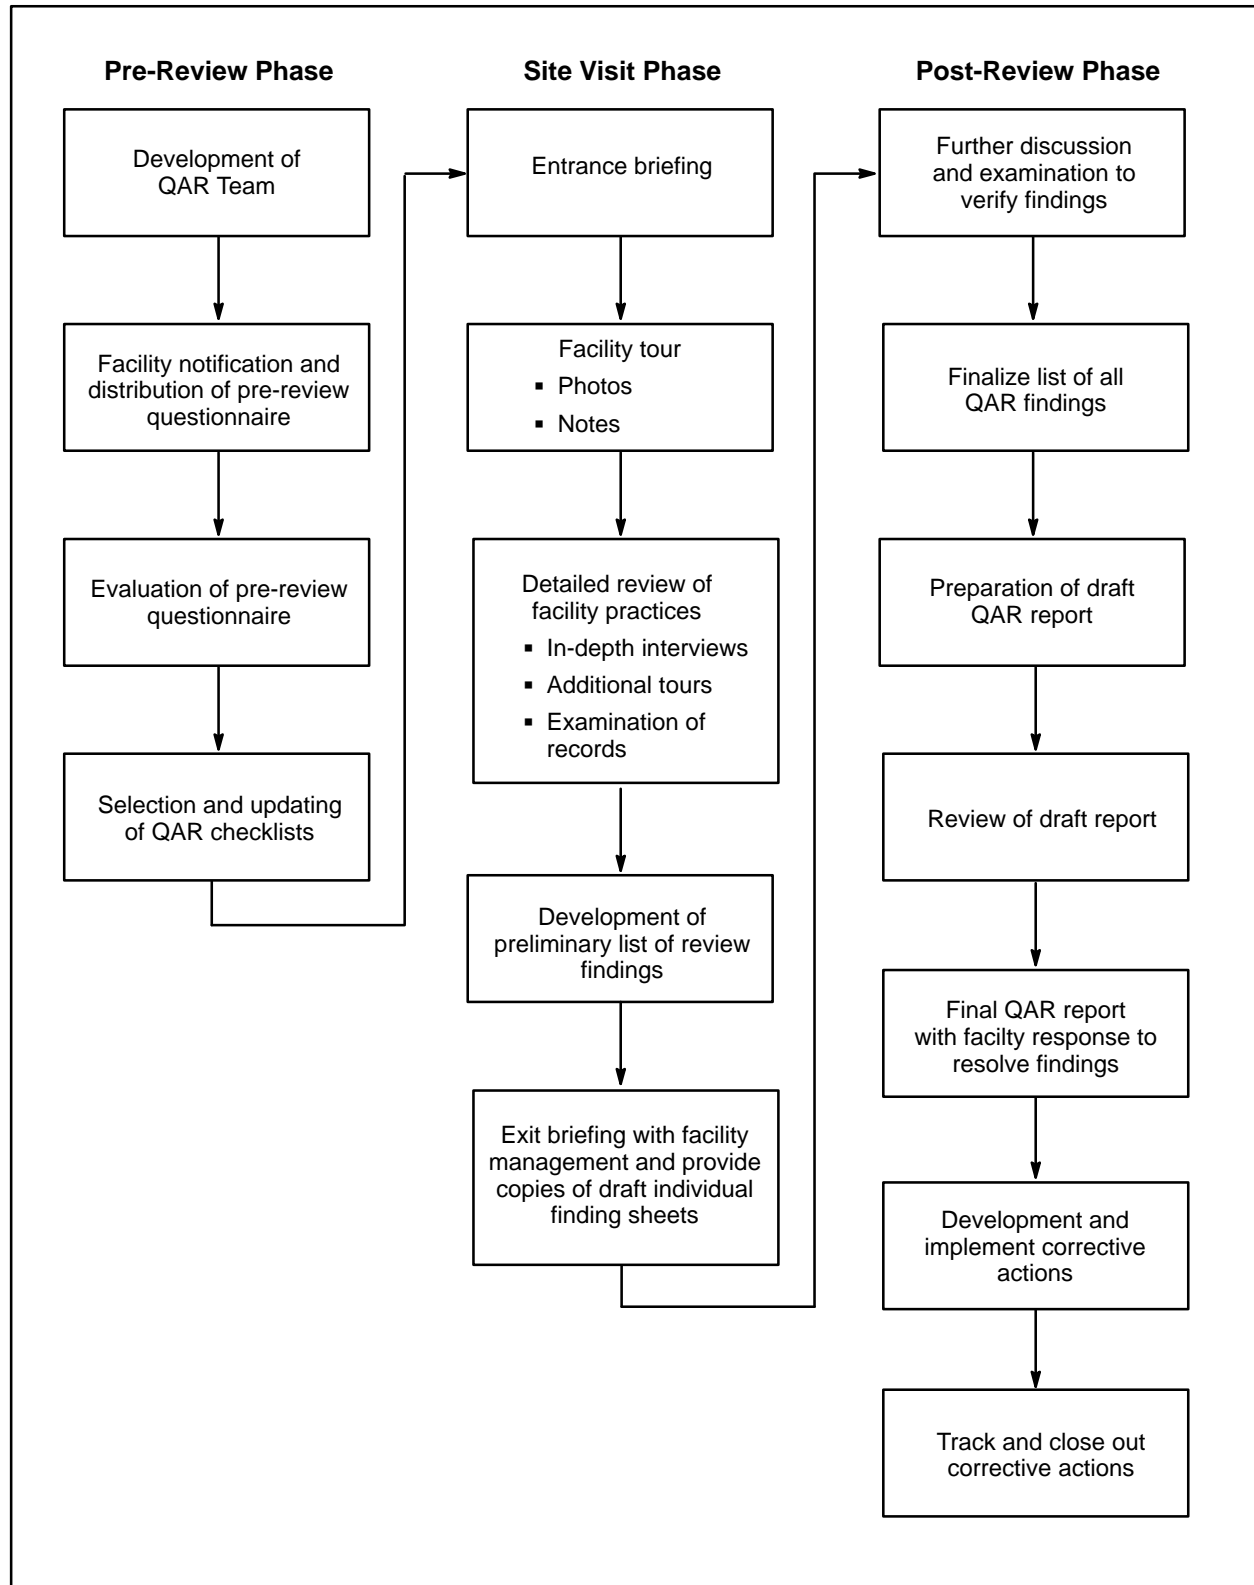 Pre-Review Phase
Development of
QAR Team
Facility notification and
distribution of pre-review
questionnaire
Evaluation of pre-review
questionnaire
Selection and updating
of QAR checklists
Site Visit Phase
Entrance briefing
Facility tour
▪ Photos
▪ Notes
Detailed review of
facility practices
▪ In-depth interviews
▪ Additional tours
▪ Examination of
records
Development of
preliminary list of review
findings
Exit briefing with facility
management and provide
copies of draft individual
finding sheets
Post-Review Phase
Further discussion
and examination to
verify findings
Finalize list of all
QAR findings
Preparation of draft
QAR report
Review of draft report
Final QAR report
with facilty response to
resolve findings
Development and
implement corrective
actions
Track and close out
corrective actions